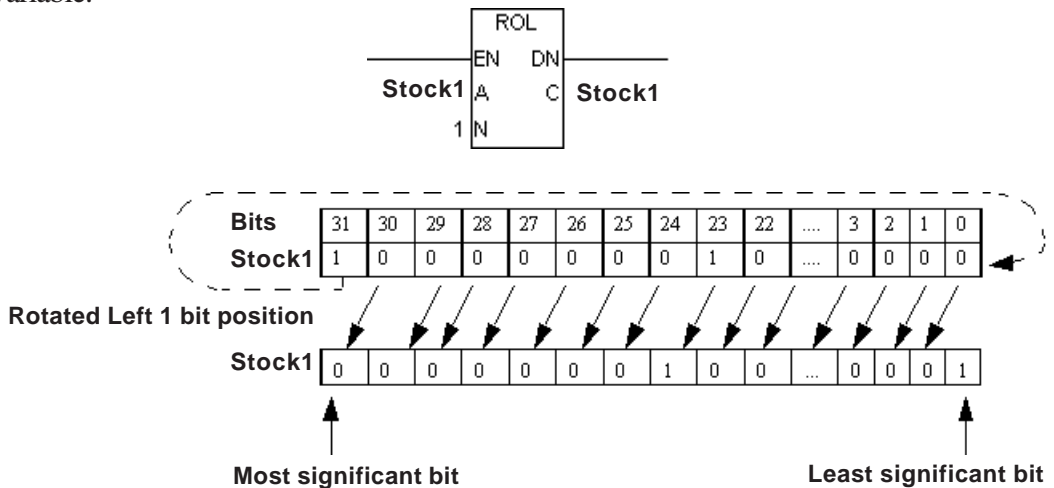 ROL
EN DN
Stock1 A C Stock1
1 N
Bits 31 30 29 28 27 26 25 24 23 22 .... 3 2 1 0
Stock1 1 0 0 0 0 0 0 0 1 0 .... 0 0 0 0
Rotated Left 1 bit position
Stock1 0 0 0 0 0 0 0 1 0 0 ... 0 0 0 1
Most significant bit Least significant bit